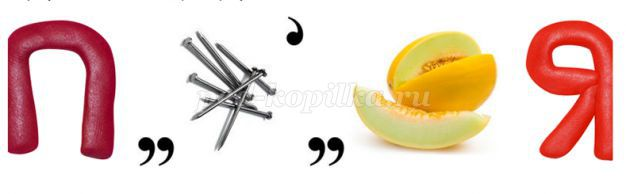 П ,, ’ ,, Я
kopilka.ru